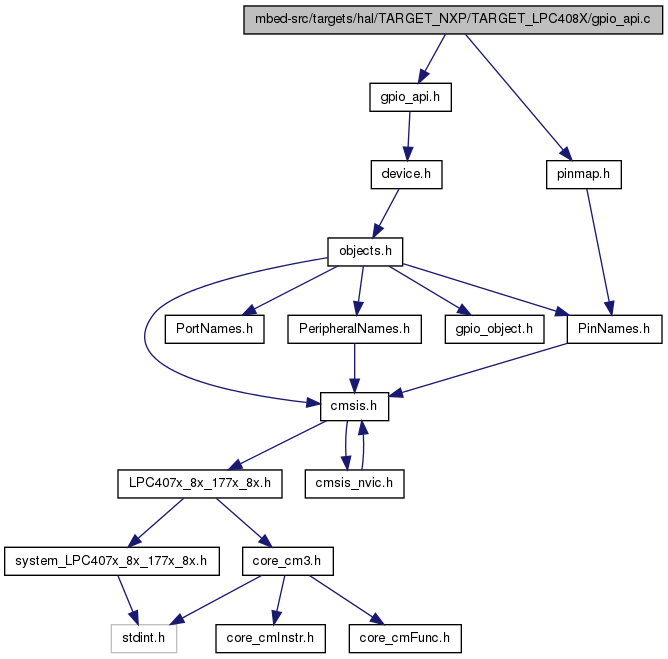 mbed-src/targets/hal/TARGET_NXP/TARGET_LPC408X/gpio_api.c
gpio_api.h
device.h
pinmap.h
objects.h
PortNames.h
PeripheralNames.h
gpio_object.h
PinNames.h
cmsis.h
LPC407x_8x_177x_8x.h
cmsis_nvic.h
system_LPC407x_8x_177x_8x.h
core_cm3.h
stdint.h
core_cmInstr.h
core_cmFunc.h